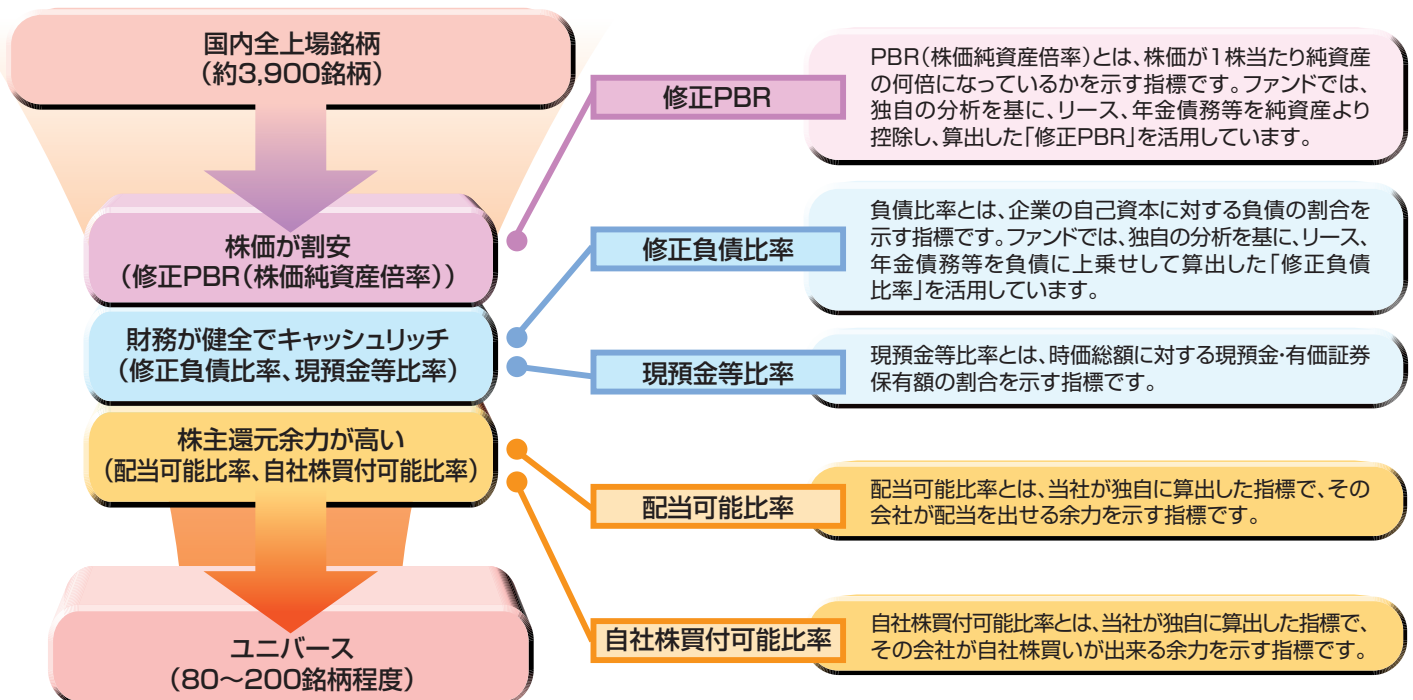 国内全上場銘柄
（約3,900銘柄）
株価が割安
（修正PBR（株価純資産倍率））
財務が健全でキャッシュリッチ
（修正負債比率、現預金等比率）
株主還元余力が高い
（配当可能比率、自社株買付可能比率）
ユニバース
（80〜200銘柄程度）
修正PBR
PBR（株価純資産倍率）とは、株価が1株当たり純資産
の何倍になっているかを示す指標です。ファンドでは、
独自の分析を基に、リース、年金債務等を純資産より
控除し、算出した「修正PBR」を活用しています。
修正負債比率
負債比率とは、企業の自己資本に対する負債の割合を
示す指標です。ファンドでは、独自の分析を基に、リース、
年金債務等を負債に上乗せして算出した「修正負債
比率」を活用しています。
現預金等比率
現預金等比率とは、時価総額に対する現預金・有価証券
保有額の割合を示す指標です。
配当可能比率
配当可能比率とは、当社が独自に算出した指標で、その
会社が配当を出せる余力を示す指標です。
自社株買付可能比率
自社株買付可能比率とは、当社が独自に算出した指標で、
その会社が自社株買いが出来る余力を示す指標です。